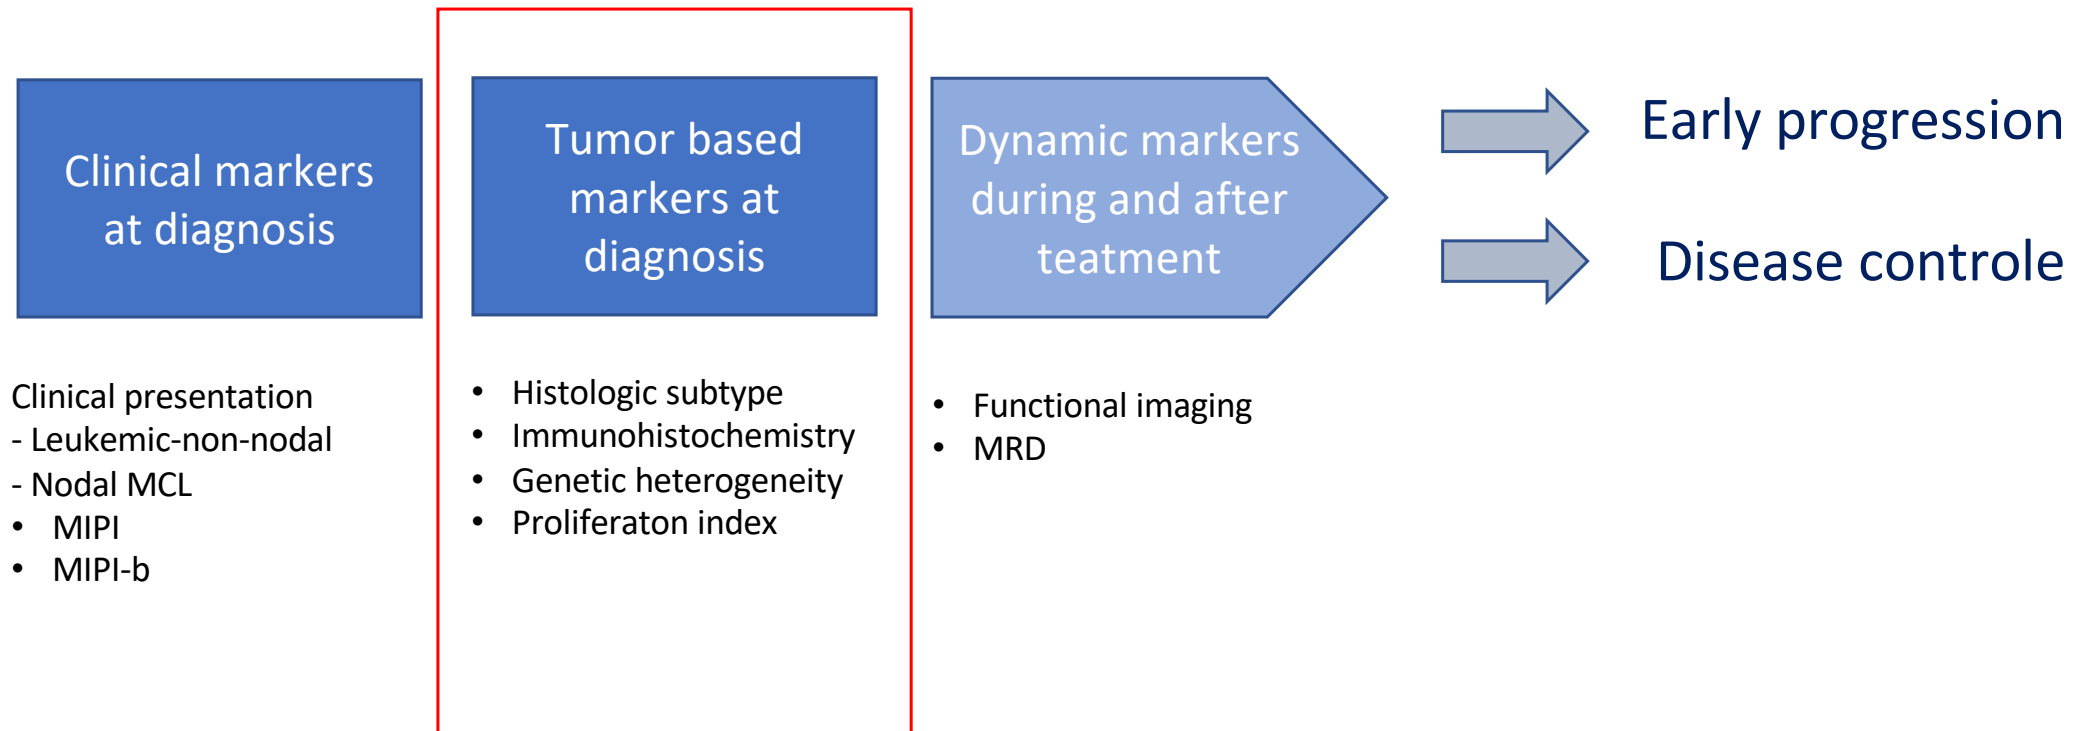 Clinical markers
at diagnosis
Tumor based
markers at
diagnosis
Dynamic markers
during and after
teatment
Early progression
Disease controle
Clinical presentation
- Leukemic-non-nodal
- Nodal MCL
• MIPI
• MIPI-b
• Histologic subtype
• Immunohistochemistry
• Genetic heterogeneity
• Proliferaton index
• Functional imaging
• MRD